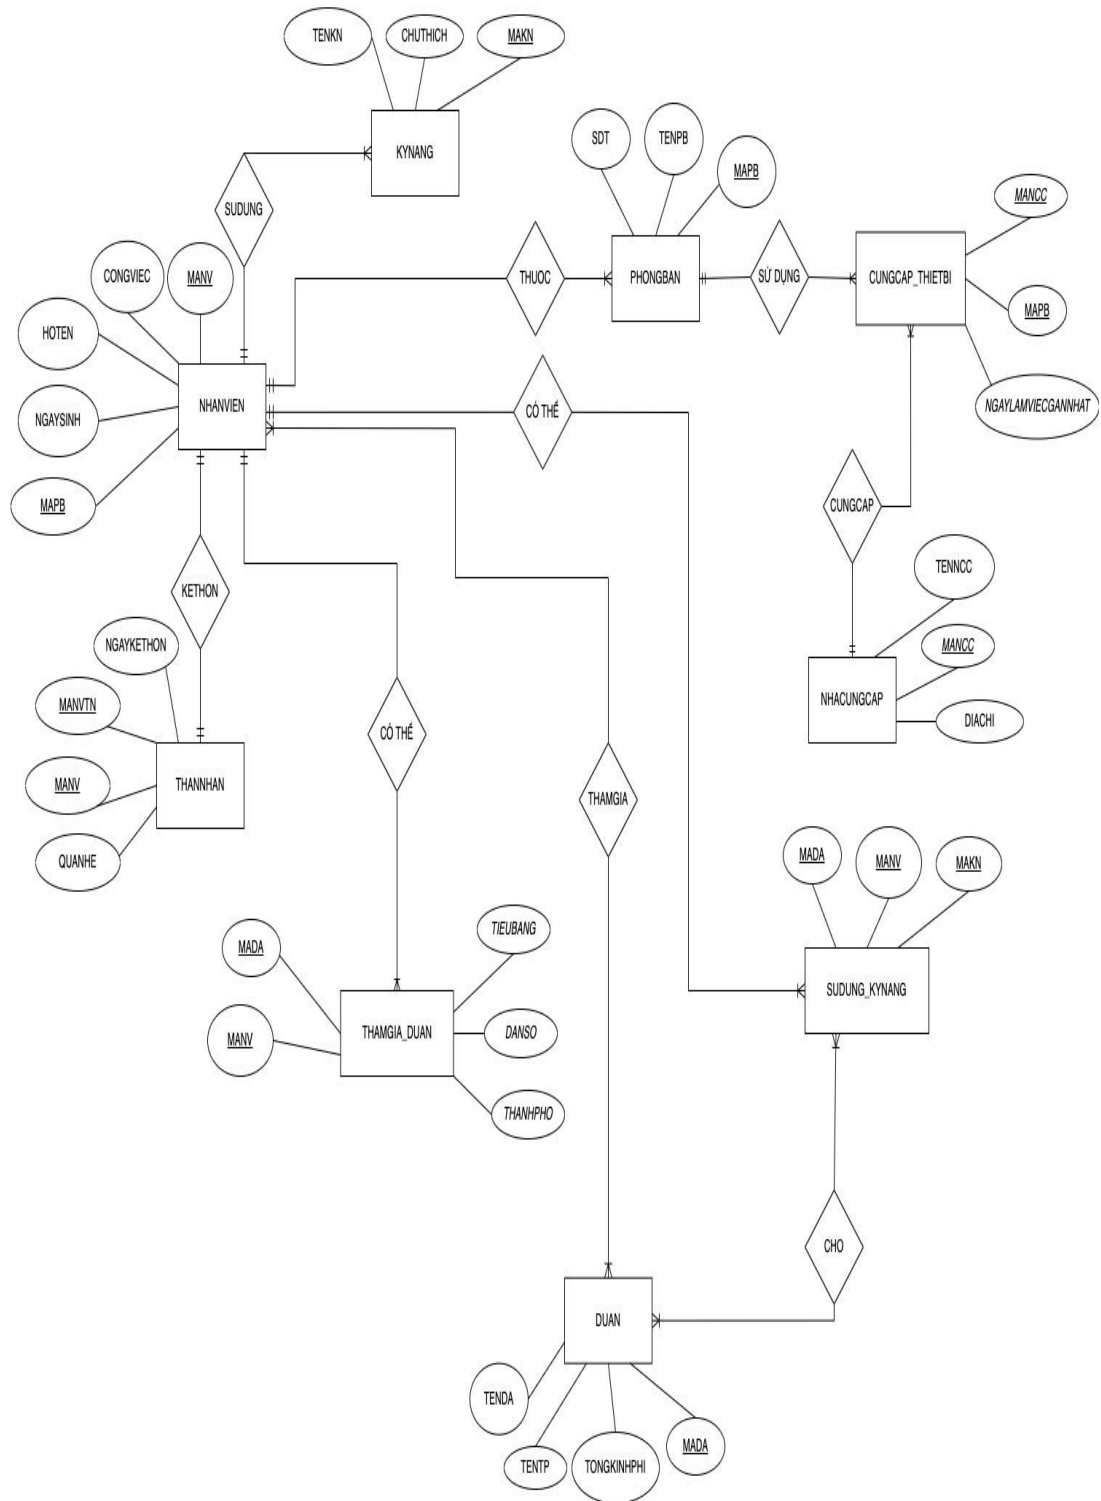 TENKN
CHUTHICH
MAKN
KYNANG
SDT
TENPB
MAPB
SUDUNG
MANCC
CONGVIEC
MANV
THUOC
PHONGBAN
SỬ DỤNG
CUNGCAP_THIETBI
MAPB
HOTEN
NHANVIEN
CÓ THỂ
NGAYLAMVIECGANNHAT
NGAYSINH
MAPB
CUNGCAP
TENNCC
KETHON
NGAYKETHON
MANCC
MANVTN
NHACUNGCAP
DIACHI
CÓ THỂ
THANNHAN
MANV
THAMGIA
QUANHE
MADA
MANV
MAKN
TIEUBANG
MADA
SUDUNG_KYNANG
THAMGIA_DUAN
DANSO
MANV
THANHPHO
CHO
DUAN
TENDA
TENTP
TONGKINHPHI
MADA